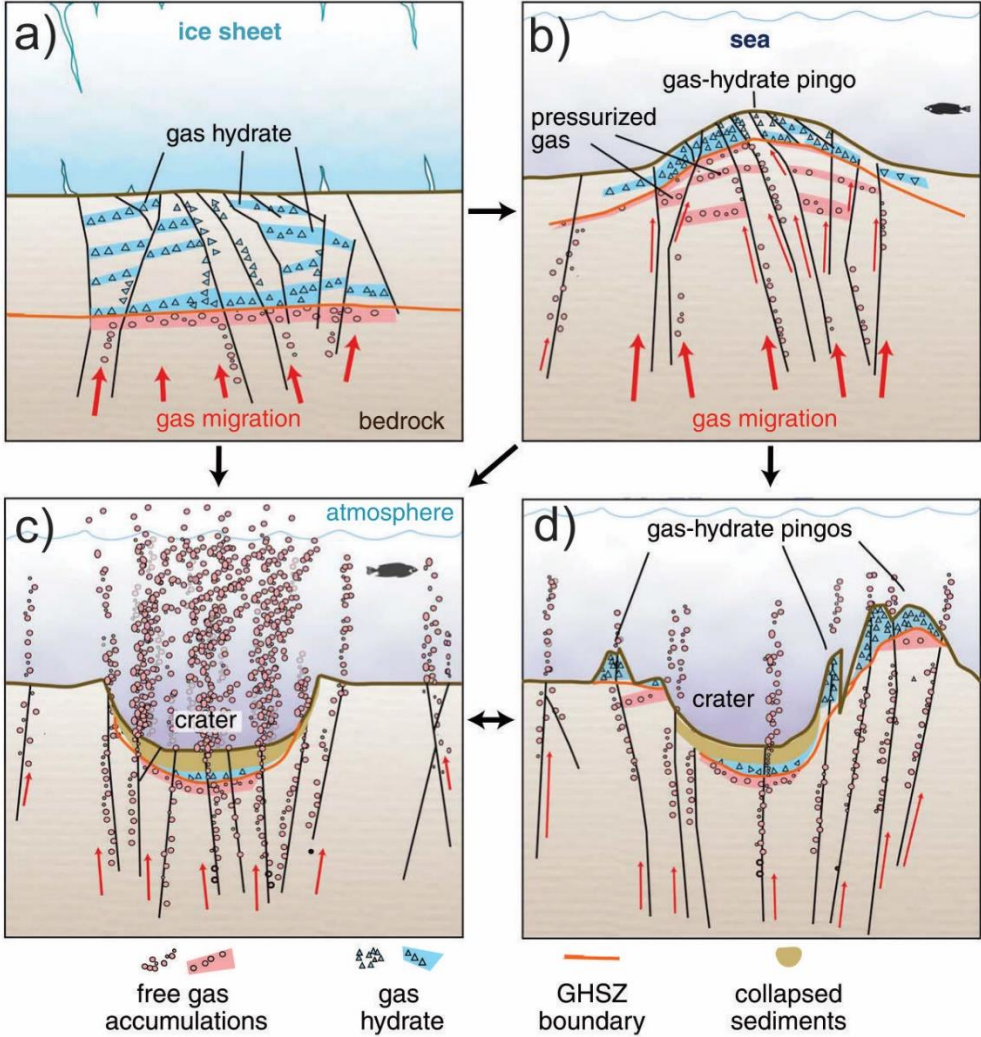 a)
ice sheet
gas hydrate
gas migration
bedrock
b)
sea
gas-hydrate pingo
pressurized
gas
gas migration
c)
atmosphere
crater
d)
gas-hydrate pingos
crater
free gas
accumulations
gas
hydrate
GHSZ
boundary
collapsed
sediments